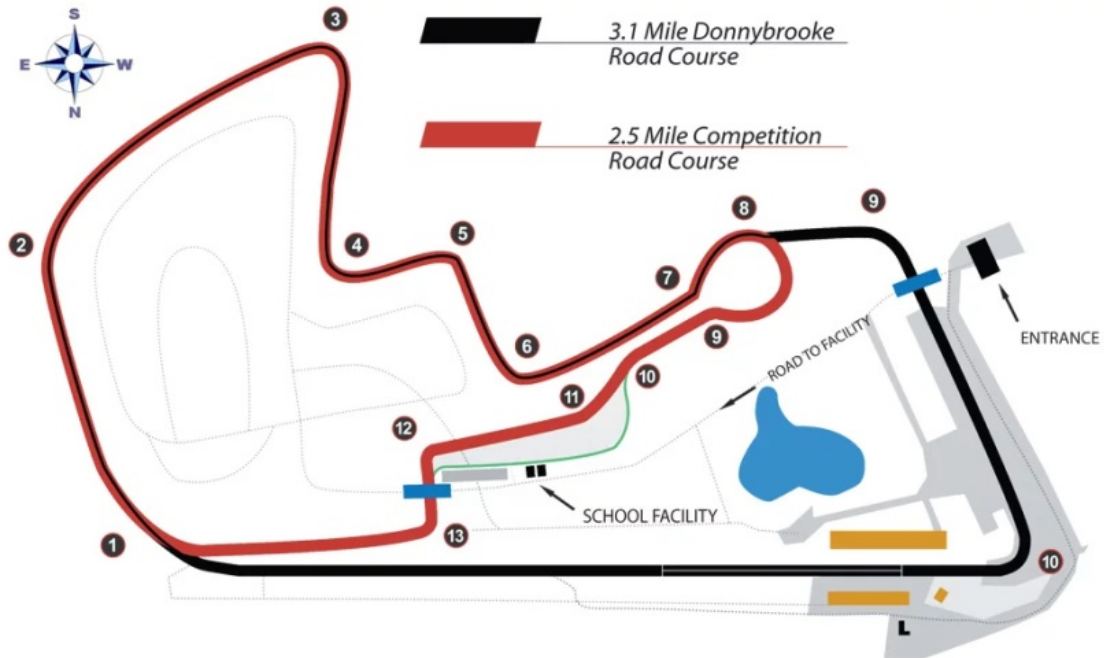 S
E
W
N
3.1 Mile Donnybrooke
Road Course
2.5 Mile Competition
Road Course
3
2
4
5
8
9
7
6
9
10
11
12
13
1
10
ENTRANCE
ROAD TO FACILITY
SCHOOL FACILITY